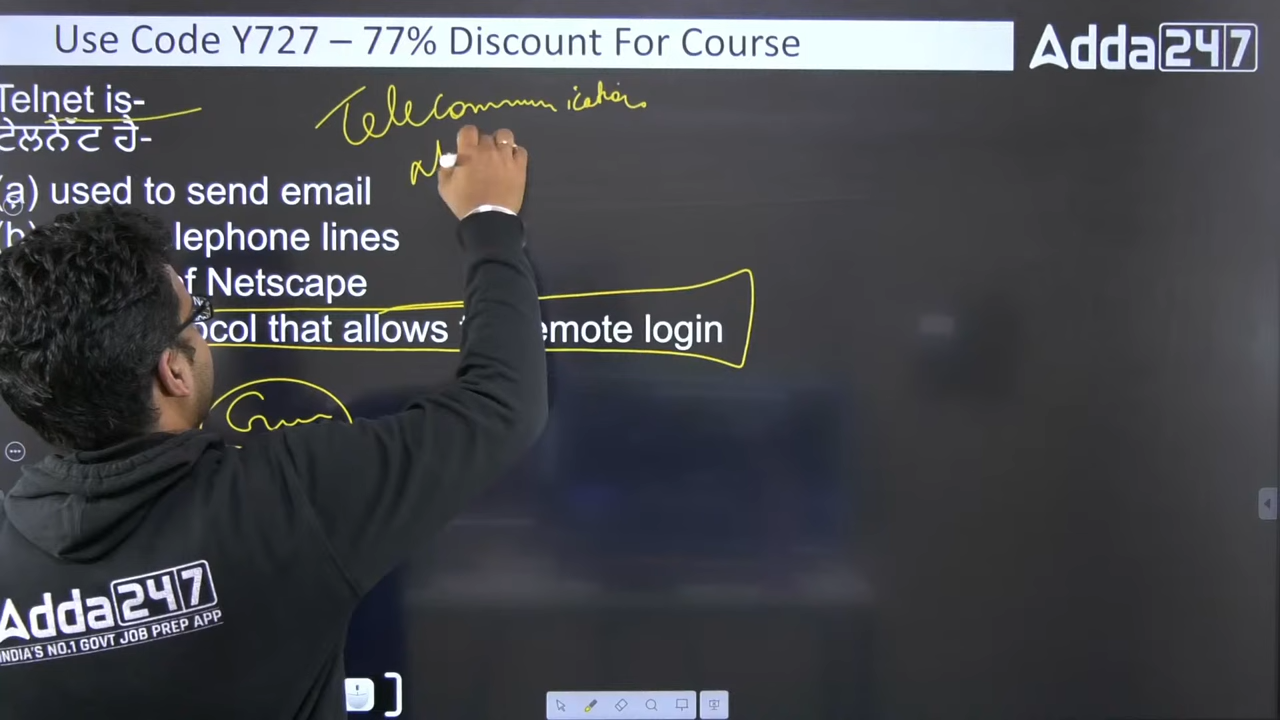 Use Code Y727 – 77% Discount For Course
Adda247
Telnet is-
ਟੇਲਨੈੱਟ ਹੈ-
Telecommunication
(a) used to send email
(b) lephone lines
of Netscape
ocol that allows emote login
Adda247
INDIA'S NO.1 GOVT JOB PREP APP